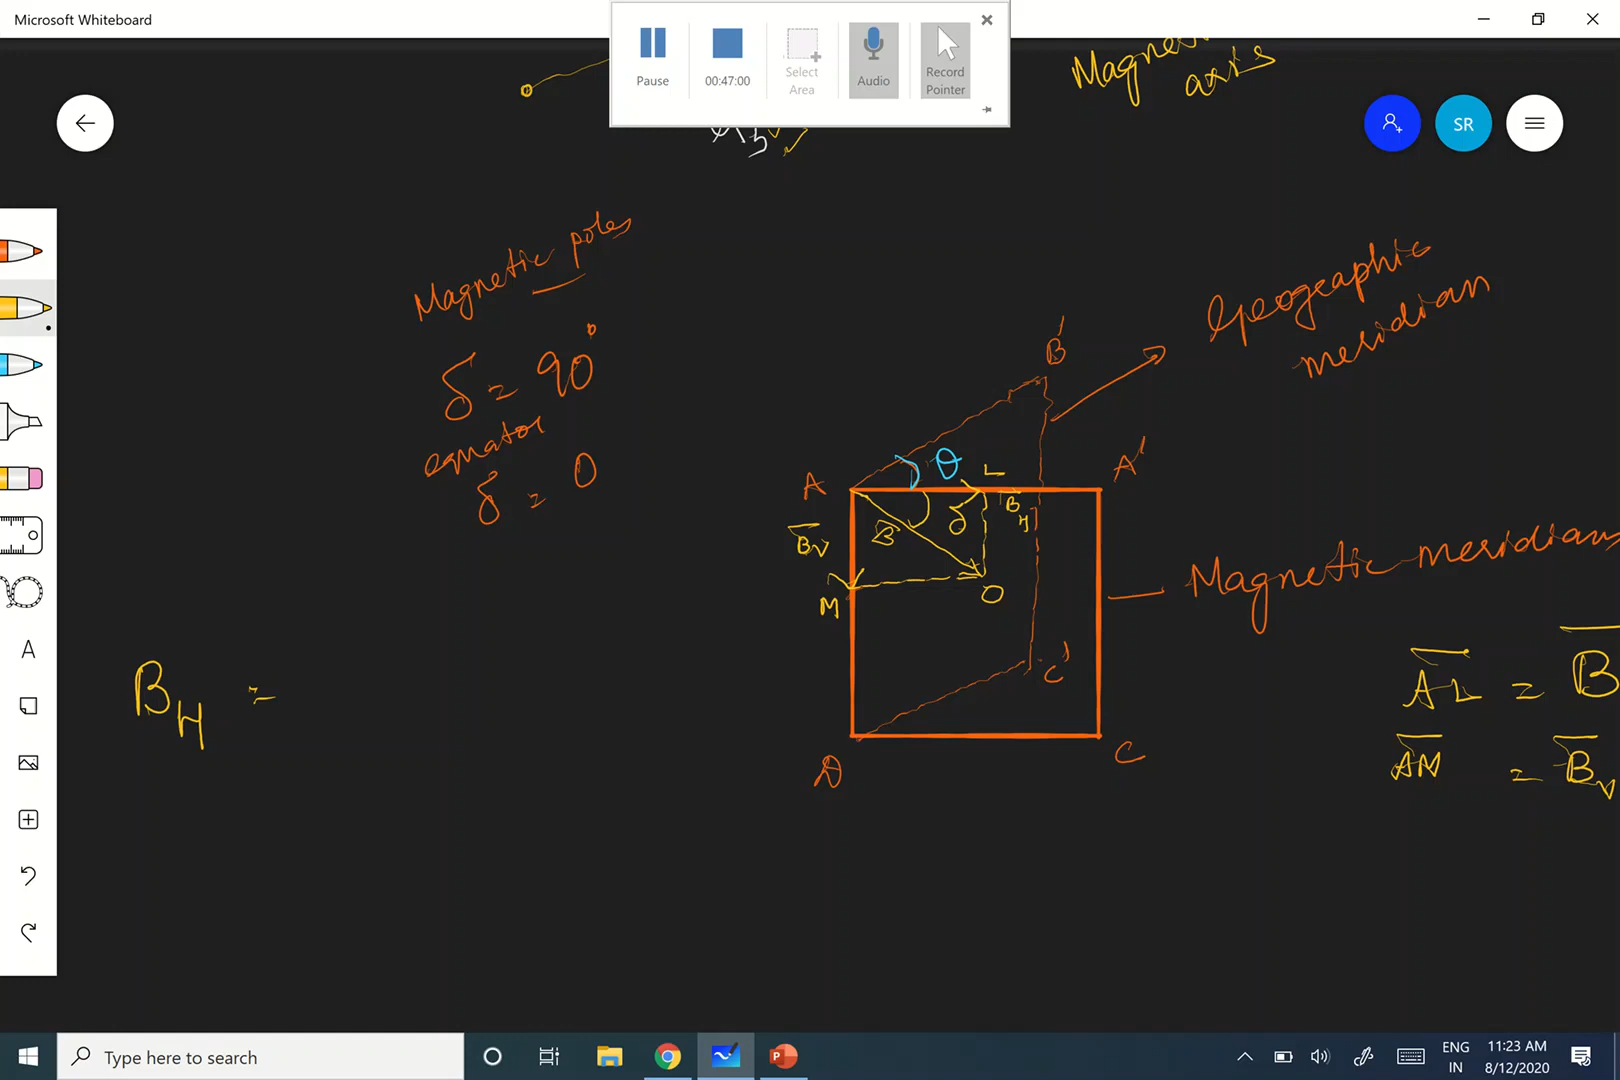 Microsoft Whiteboard
Pause
00:47:00
Select Area
Audio
Record Pointer
Magnetic axis
SR
Magnetic poles
δ = 90°
equator
δ = 0
Geographic meridian
B'
θ
L
A
A'
B_V
B
δ
B_H
M
O
Magnetic meridian
C'
D
C
B_H =
AL = B
AM = B_V
A
Type here to search
ENG
IN
11:23 AM
8/12/2020